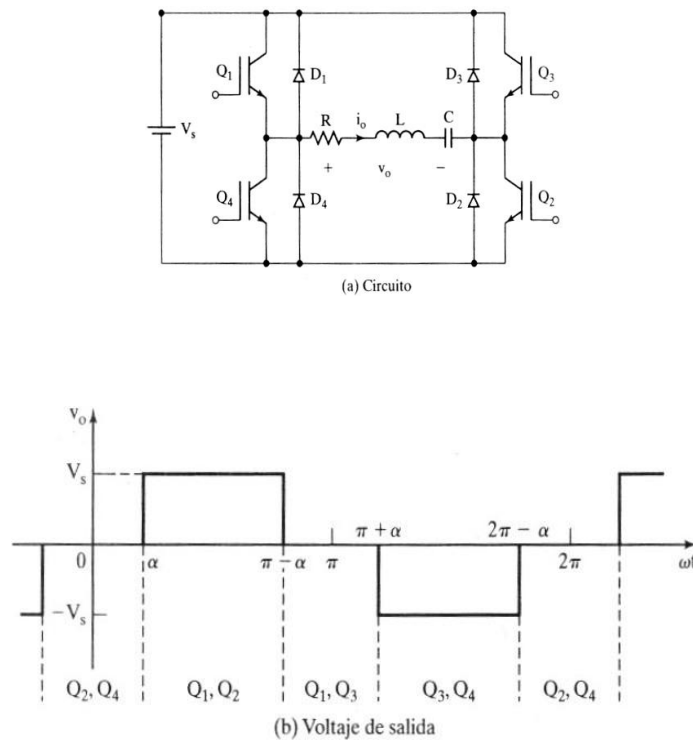 Q1 D1 D3 Q3
R io L C
Vs
+ vo −
Q4 D4 D2 Q2
(a) Circuito
vo
Vs
π + α 2π − α
0 α π − α π 2π ωt
−Vs
Q2, Q4 Q1, Q2 Q1, Q3 Q3, Q4 Q2, Q4
(b) Voltaje de salida